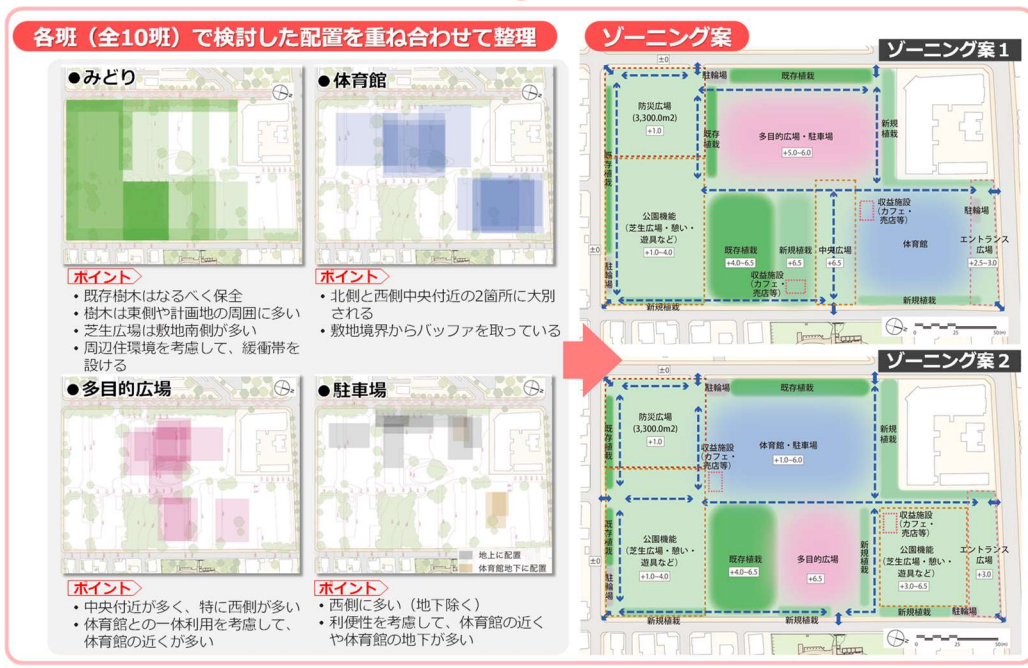 各班（全10班）で検討した配置を重ね合わせて整理
●みどり
ポイント
・既存樹木はなるべく保全
・樹木は東側や計画地の周囲に多い
・芝生広場は敷地南側が多い
・周辺住環境を考慮して、緩衝帯を
設ける
●体育館
ポイント
・北側と西側中央付近の2箇所に大別
される
・敷地境界からバッファを取っている
●多目的広場
ポイント
・中央付近が多く、特に西側が多い
・体育館との一体利用を考慮して、
体育館の近くが多い
●駐車場
地上に配置
体育館地下に配置
ポイント
・西側に多い（地下除く）
・利便性を考慮して、体育館の近く
や体育館の地下が多い
ゾーニング案
ゾーニング案1
±0
駐輪場
既存植栽
防災広場
(3,300.0m2)
+1.0
既存
植栽
多目的広場・駐車場
+5.0~6.0
新規
植栽
既存植栽
公園機能
(芝生広場・憩い・
遊具など)
+1.0~4.0
既存植栽
+4.0~6.5
新規植栽
+6.5
中央広場
+6.5
収益施設
(カフェ・
売店等)
収益施設
(カフェ・
売店等)
体育館
駐輪場
エントランス
広場
+2.5~3.0
±0
駐輪場
新規植栽
新規植栽
0 25 50(m)
ゾーニング案2
±0
駐輪場
既存植栽
防災広場
(3,300.0m2)
+1.0
既存植栽
収益施設
(カフェ・
売店等)
体育館・駐車場
+1.0~6.0
新規
植栽
既存植栽
公園機能
(芝生広場・憩い・
遊具など)
+1.0~4.0
既存植栽
+4.0~6.5
多目的広場
+6.5
新規植栽
収益施設
(カフェ・
売店等)
公園機能
(芝生広場・憩い・
遊具など)
+3.0~6.5
エントランス
広場
+3.0
±0
駐輪場
新規植栽
新規植栽
新規植栽
駐輪場
0 25 50(m)